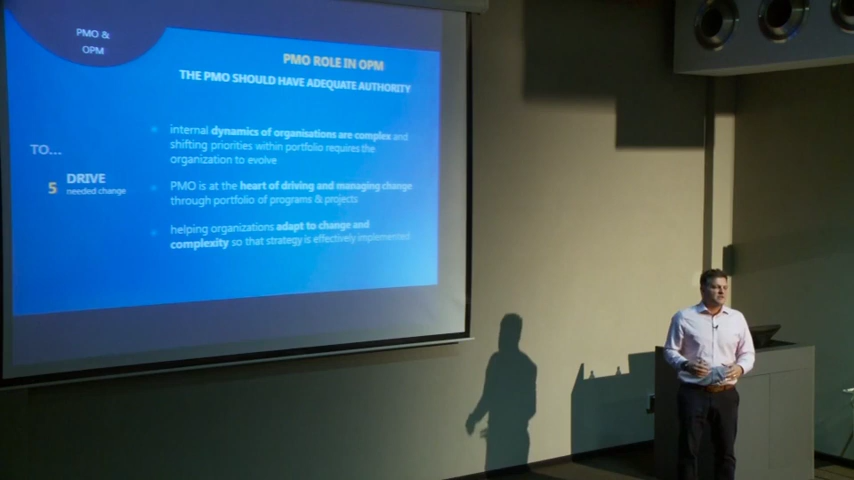 PMO &
OPM
PMO ROLE IN OPM
THE PMO SHOULD HAVE ADEQUATE AUTHORITY
TO...
5 DRIVE
needed change
internal dynamics of organisations are complex and
shifting priorities within portfolio requires the
organization to evolve
PMO is at the heart of driving and managing change
through portfolio of programs & projects
helping organizations adapt to change and
complexity so that strategy is effectively implemented